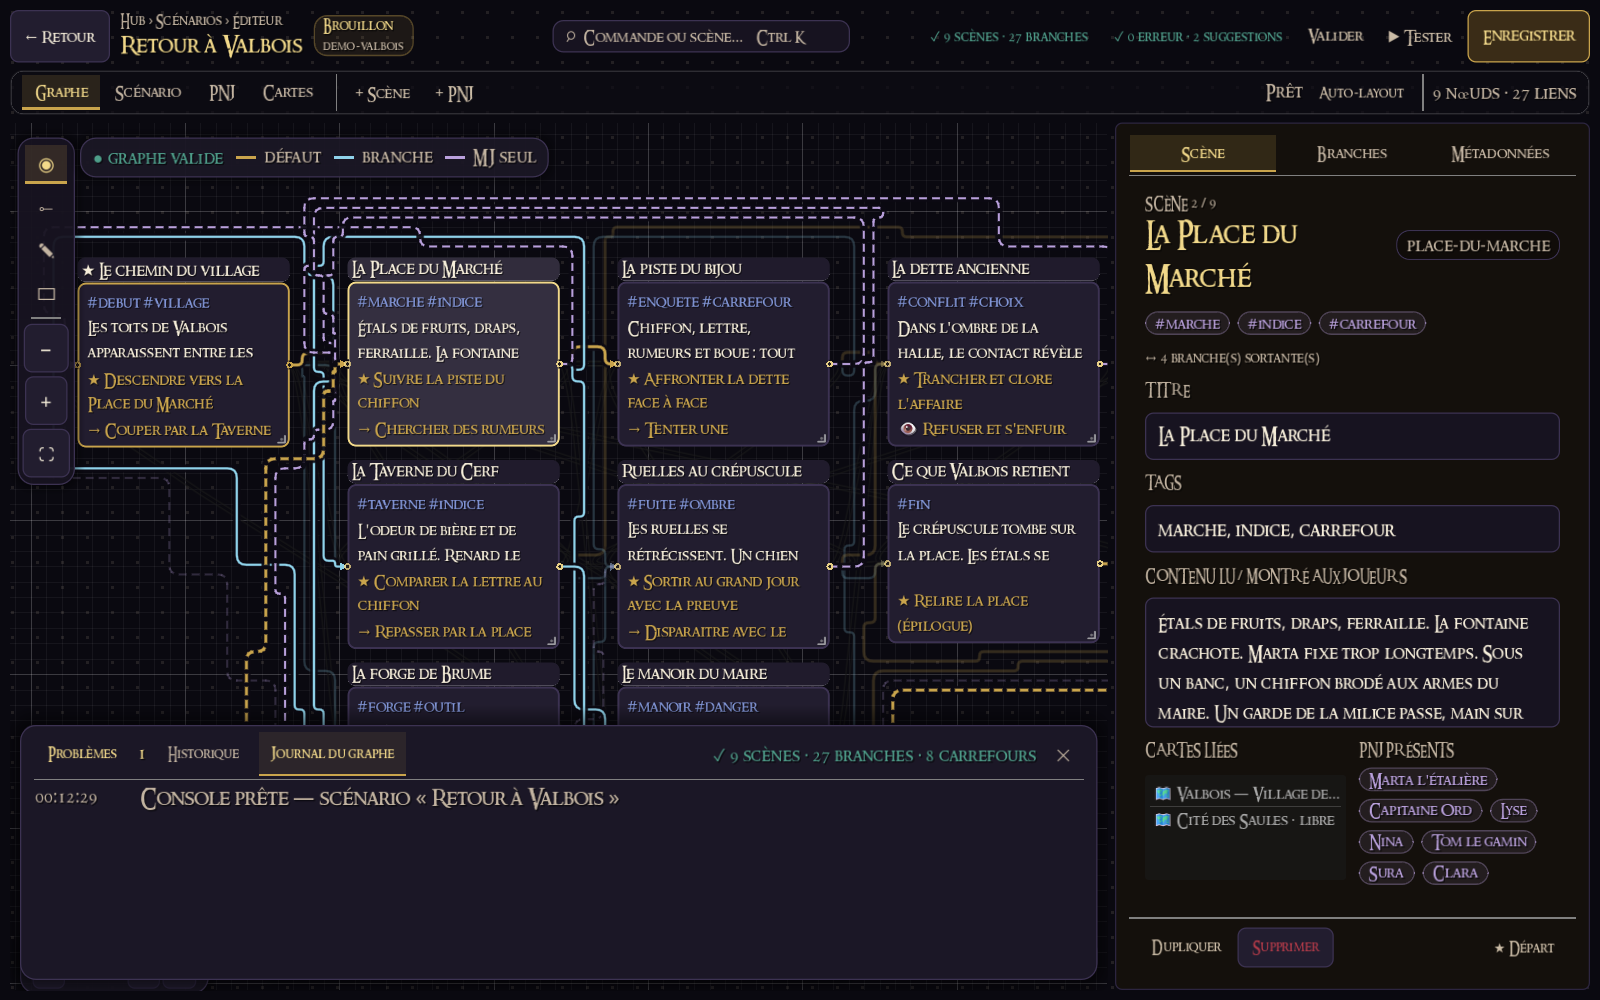 ← Retour
Hub › Scénarios › Éditeur
Retour à Valbois
Brouillon
demo-valbois
Commande ou scène... Ctrl K
✓ 9 scènes · 27 branches
✓ 0 erreur · 2 suggestions
Valider
▶ Tester
Enregistrer
Graphe
Scénario
PNJ
Cartes
+ Scène
+ PNJ
Prêt
Auto-layout
9 nœuds · 27 liens
● Graphe valide
défaut
branche
MJ seul
★ Le chemin du village
#debut #village
Les toits de Valbois
apparaissent entre les
★ Descendre vers la
Place du Marché
→ Couper par la Taverne
La Place du Marché
#marche #indice
Étals de fruits, draps,
ferraille. La fontaine
★ Suivre la piste du
chiffon
→ Chercher des rumeurs
La piste du bijou
#enquete #carrefour
Chiffon, lettre,
rumeurs et boue : tout
★ Affronter la dette
face à face
→ Tenter une
La dette ancienne
#conflit #choix
Dans l'ombre de la
halle, le contact révèle
★ Trancher et clore
l'affaire
👁 Refuser et s'enfuir
La Taverne du Cerf
#taverne #indice
L'odeur de bière et de
pain grillé. Renard le
★ Comparer la lettre au
chiffon
→ Repasser par la place
Ruelles au crépuscule
#fuite #ombre
Les ruelles se
rétrécissent. Un chien
★ Sortir au grand jour
avec la preuve
→ Disparaitre avec le
Ce que Valbois retient
#fin
Le crépuscule tombe sur
la place. Les étals se
★ Relire la place
(épilogue)
La Forge de Brume
#forge #outil
Le manoir du maire
#manoir #danger
Problèmes 1
Historique
Journal du graphe
✓ 9 scènes · 27 branches · 8 carrefours
00:12:29 Console prête — scénario « Retour à Valbois »
Scène
Branches
Métadonnées
Scène 2 / 9
La Place du
Marché
place-du-marche
#marche #indice #carrefour
↔ 4 branche(s) sortante(s)
Titre
La Place du Marché
Tags
marche, indice, carrefour
Contenu lu / montré aux joueurs
Étals de fruits, draps, ferraille. La fontaine
crachote. Marta fixe trop longtemps. Sous
un banc, un chiffon brodé aux armes du
maire. Un garde de la milice passe, main sur
Cartes liées
Valbois — Village de...
Cité des Saules · libre
PNJ présents
Marta l'étalière
Capitaine Ord
Lyse
Nina
Tom le gamin
Sura
Clara
Dupliquer
Supprimer
★ Départ